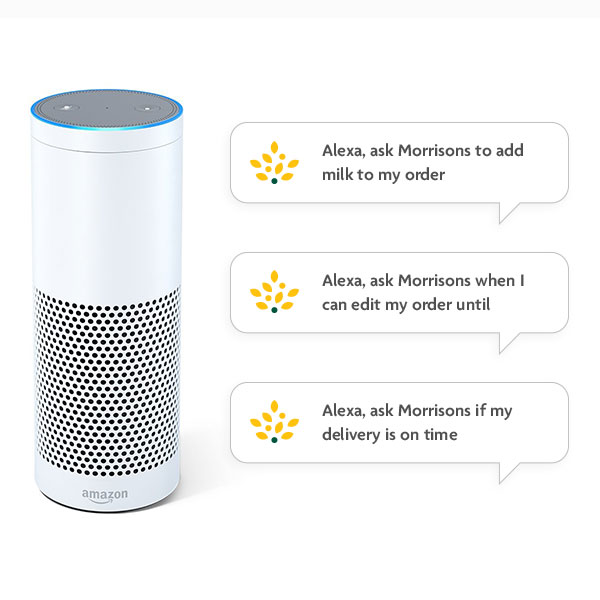 Alexa, ask Morrisons to add
milk to my order
Alexa, ask Morrisons when I
can edit my order until
Alexa, ask Morrisons if my
delivery is on time
amazon